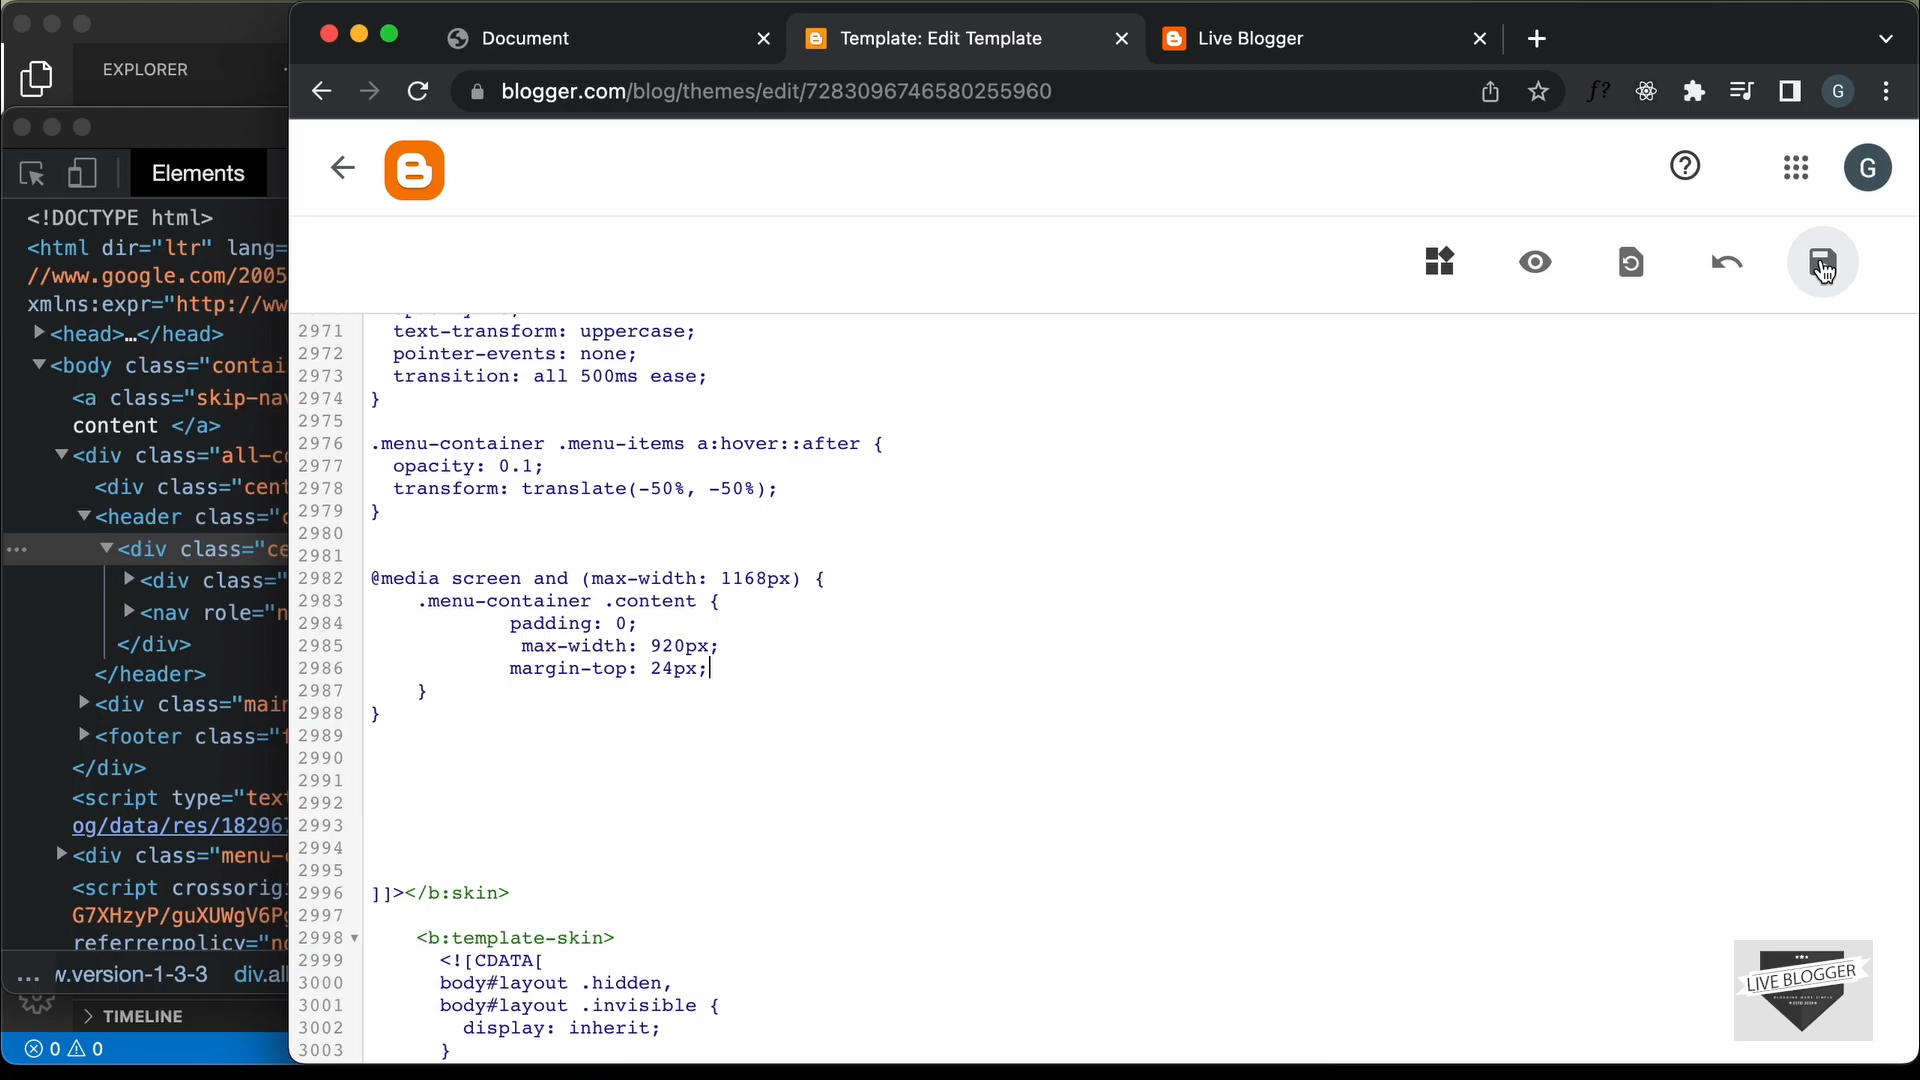 EXPLORER
Elements
<!DOCTYPE html>
<html dir="ltr" lang=
//www.google.com/2005
xmlns:expr="http://ww
<head>…</head>
<body class="contai
<a class="skip-nav
content </a>
<div class="all-co
<div class="cent
<header class="c
<div class="ce
<div class="
<nav role="n
</div>
</header>
<div class="main
<footer class="f
</div>
<script type="text
og/data/res/182967
<div class="menu-c
<script crossorig
G7XHzyP/guXUWgV6Pg
referrerpolicy="no
... w.version-1-3-3 div.all
TIMELINE
0 0
Document
Template: Edit Template
Live Blogger
blogger.com/blog/themes/edit/7283096746580255960
f?
G
G
2971 text-transform: uppercase;
2972 pointer-events: none;
2973 transition: all 500ms ease;
2974 }
2975
2976 .menu-container .menu-items a:hover::after {
2977 opacity: 0.1;
2978 transform: translate(-50%, -50%);
2979 }
2980
2981
2982 @media screen and (max-width: 1168px) {
2983 .menu-container .content {
2984 padding: 0;
2985 max-width: 920px;
2986 margin-top: 24px;
2987 }
2988 }
2989
2990
2991
2992
2993
2994
2995
2996 ]]></b:skin>
2997
2998 <b:template-skin>
2999 <![CDATA[
3000 body#layout .hidden,
3001 body#layout .invisible {
3002 display: inherit;
3003 }
LIVE BLOGGER